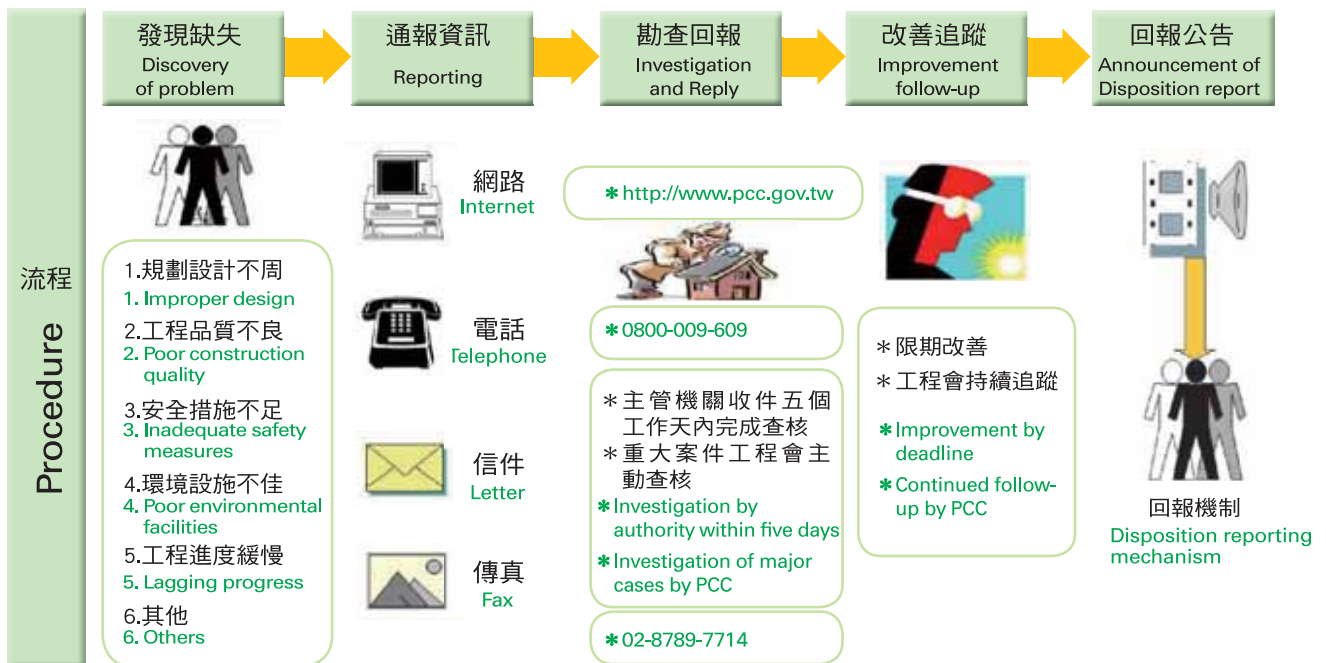 流程
Procedure
發現缺失
Discovery
of problem
通報資訊
Reporting
勘查回報
Investigation
and Reply
改善追蹤
Improvement
follow-up
回報公告
Announcement of
Disposition report
1.規劃設計不周
1. Improper design
2.工程品質不良
2. Poor construction
quality
3.安全措施不足
3. Inadequate safety
measures
4.環境設施不佳
4. Poor environmental
facilities
5.工程進度緩慢
5. Lagging progress
6.其他
6. Others
網路
Internet
電話
Telephone
信件
Letter
傳真
Fax
＊http://www.pcc.gov.tw
＊0800-009-609
＊主管機關收件五個
工作天內完成查核
＊重大案件工程會主
動查核
＊Investigation by
authority within five days
＊Investigation of major
cases by PCC
＊02-8789-7714
＊限期改善
＊工程會持續追蹤
＊Improvement by
deadline
＊Continued follow-
up by PCC
回報機制
Disposition reporting
mechanism